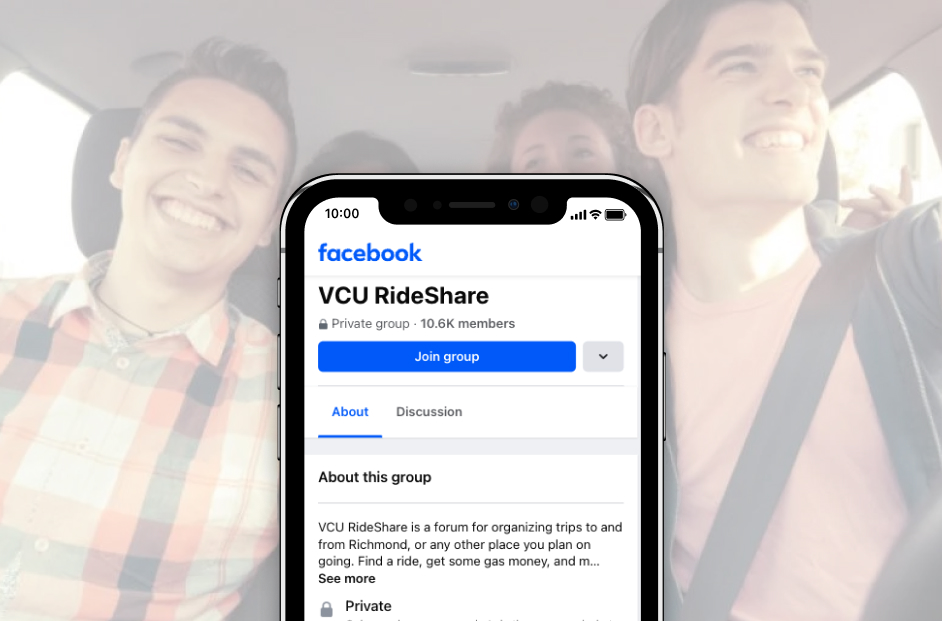 10:00
facebook
VCU RideShare
Private group · 10.6K members
Join group
About Discussion
About this group
VCU RideShare is a forum for organizing trips to and
from Richmond, or any other place you plan on
going. Find a ride, get some gas money, and m...
See more
Private